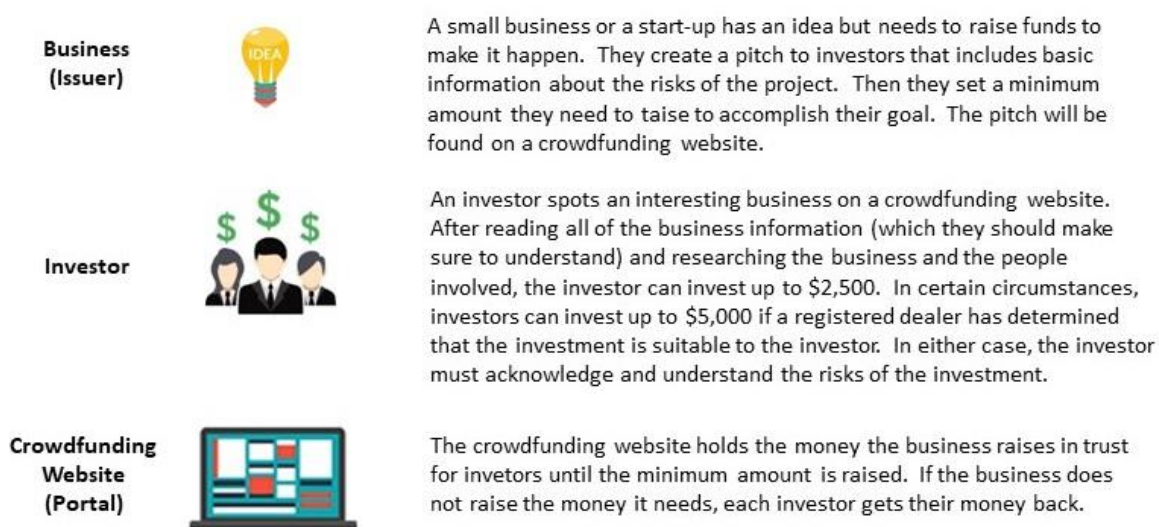 Business
(Issuer)
IDEA
A small business or a start-up has an idea but needs to raise funds to
make it happen. They create a pitch to investors that includes basic
information about the risks of the project. Then they set a minimum
amount they need to taise to accomplish their goal. The pitch will be
found on a crowdfunding website.
Investor
$ $ $
An investor spots an interesting business on a crowdfunding website.
After reading all of the business information (which they should make
sure to understand) and researching the business and the people
involved, the investor can invest up to $2,500. In certain circumstances,
investors can invest up to $5,000 if a registered dealer has determined
that the investment is suitable to the investor. In either case, the investor
must acknowledge and understand the risks of the investment.
Crowdfunding
Website
(Portal)
The crowdfunding website holds the money the business raises in trust
for invetors until the minimum amount is raised. If the business does
not raise the money it needs, each investor gets their money back.